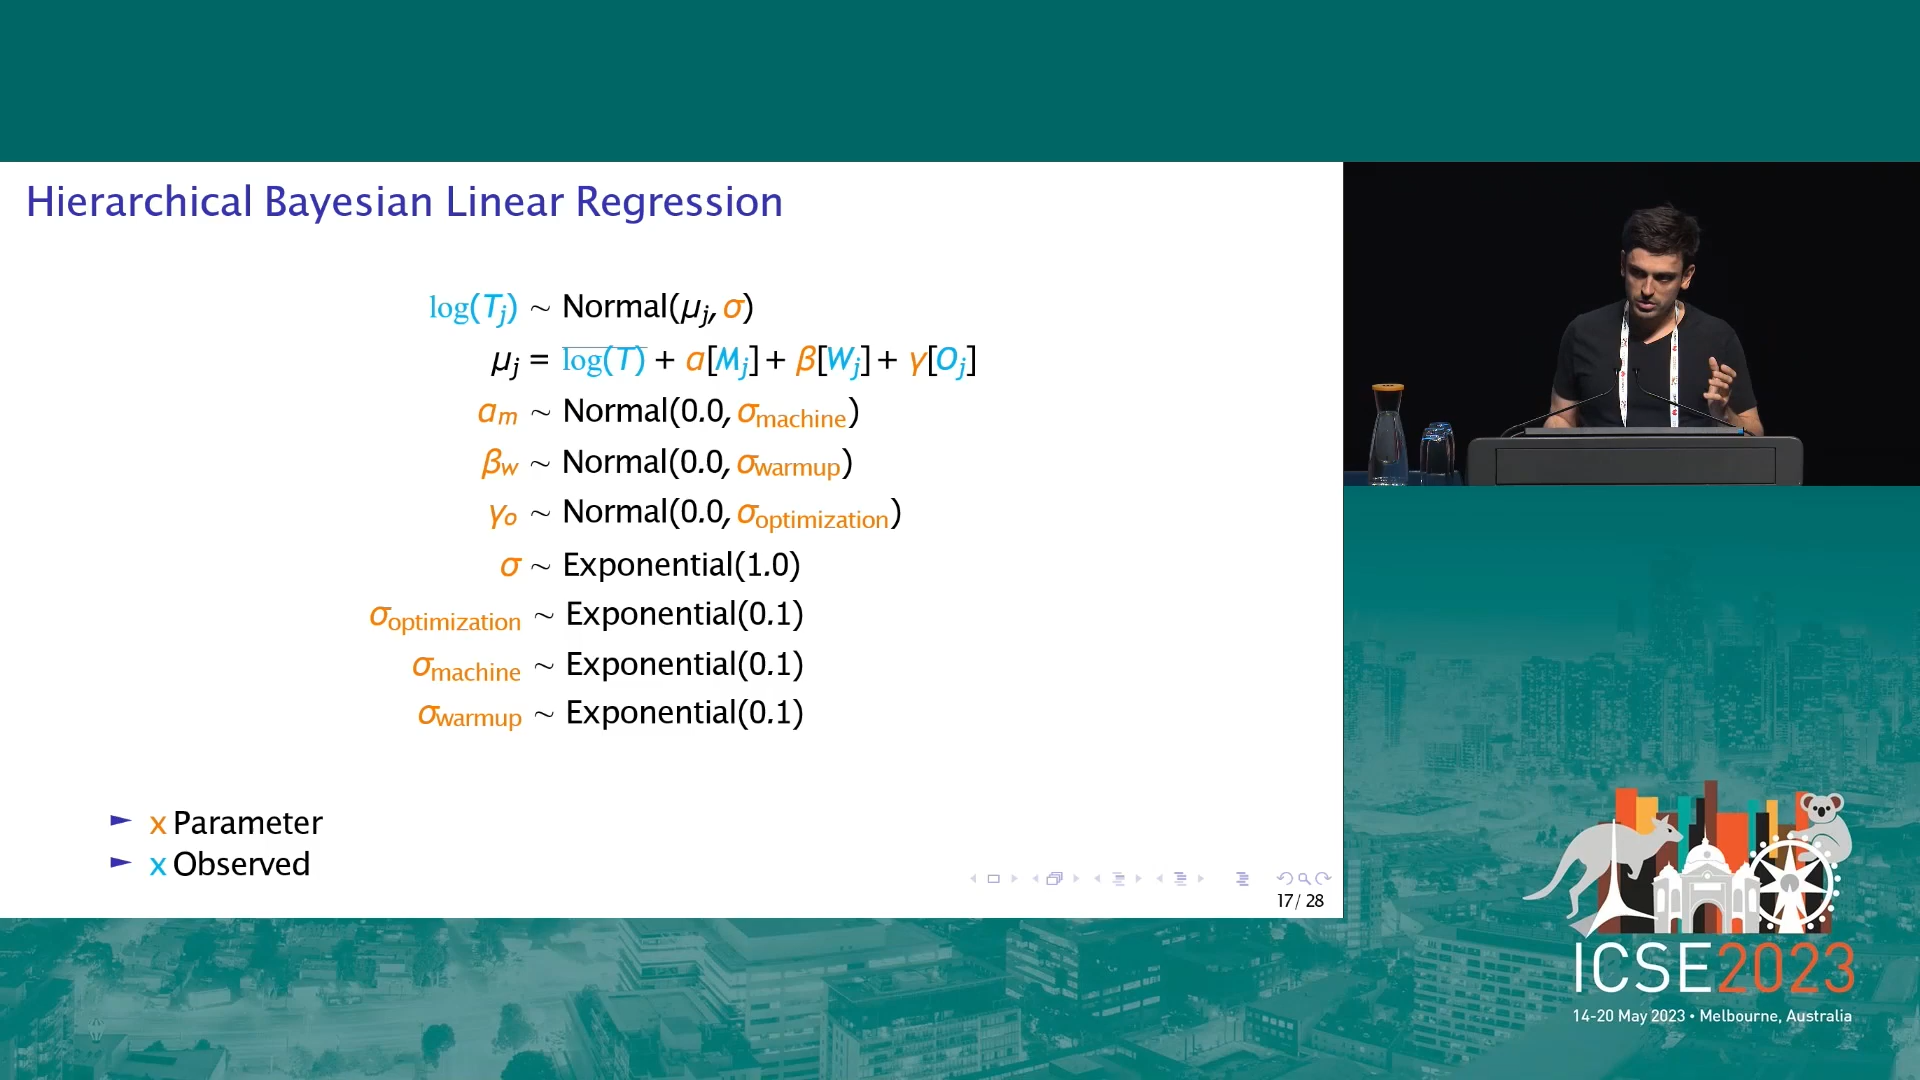 Hierarchical Bayesian Linear Regression
log(Tj) ~ Normal(μj, σ)
μj = log(T) + α[Mj] + β[Wj] + γ[Oj]
αm ~ Normal(0.0, σmachine)
βw ~ Normal(0.0, σwarmup)
γo ~ Normal(0.0, σoptimization)
σ ~ Exponential(1.0)
σoptimization ~ Exponential(0.1)
σmachine ~ Exponential(0.1)
σwarmup ~ Exponential(0.1)
► x Parameter
► x Observed
17 / 28
ICSE2023
14-20 May 2023 • Melbourne, Australia